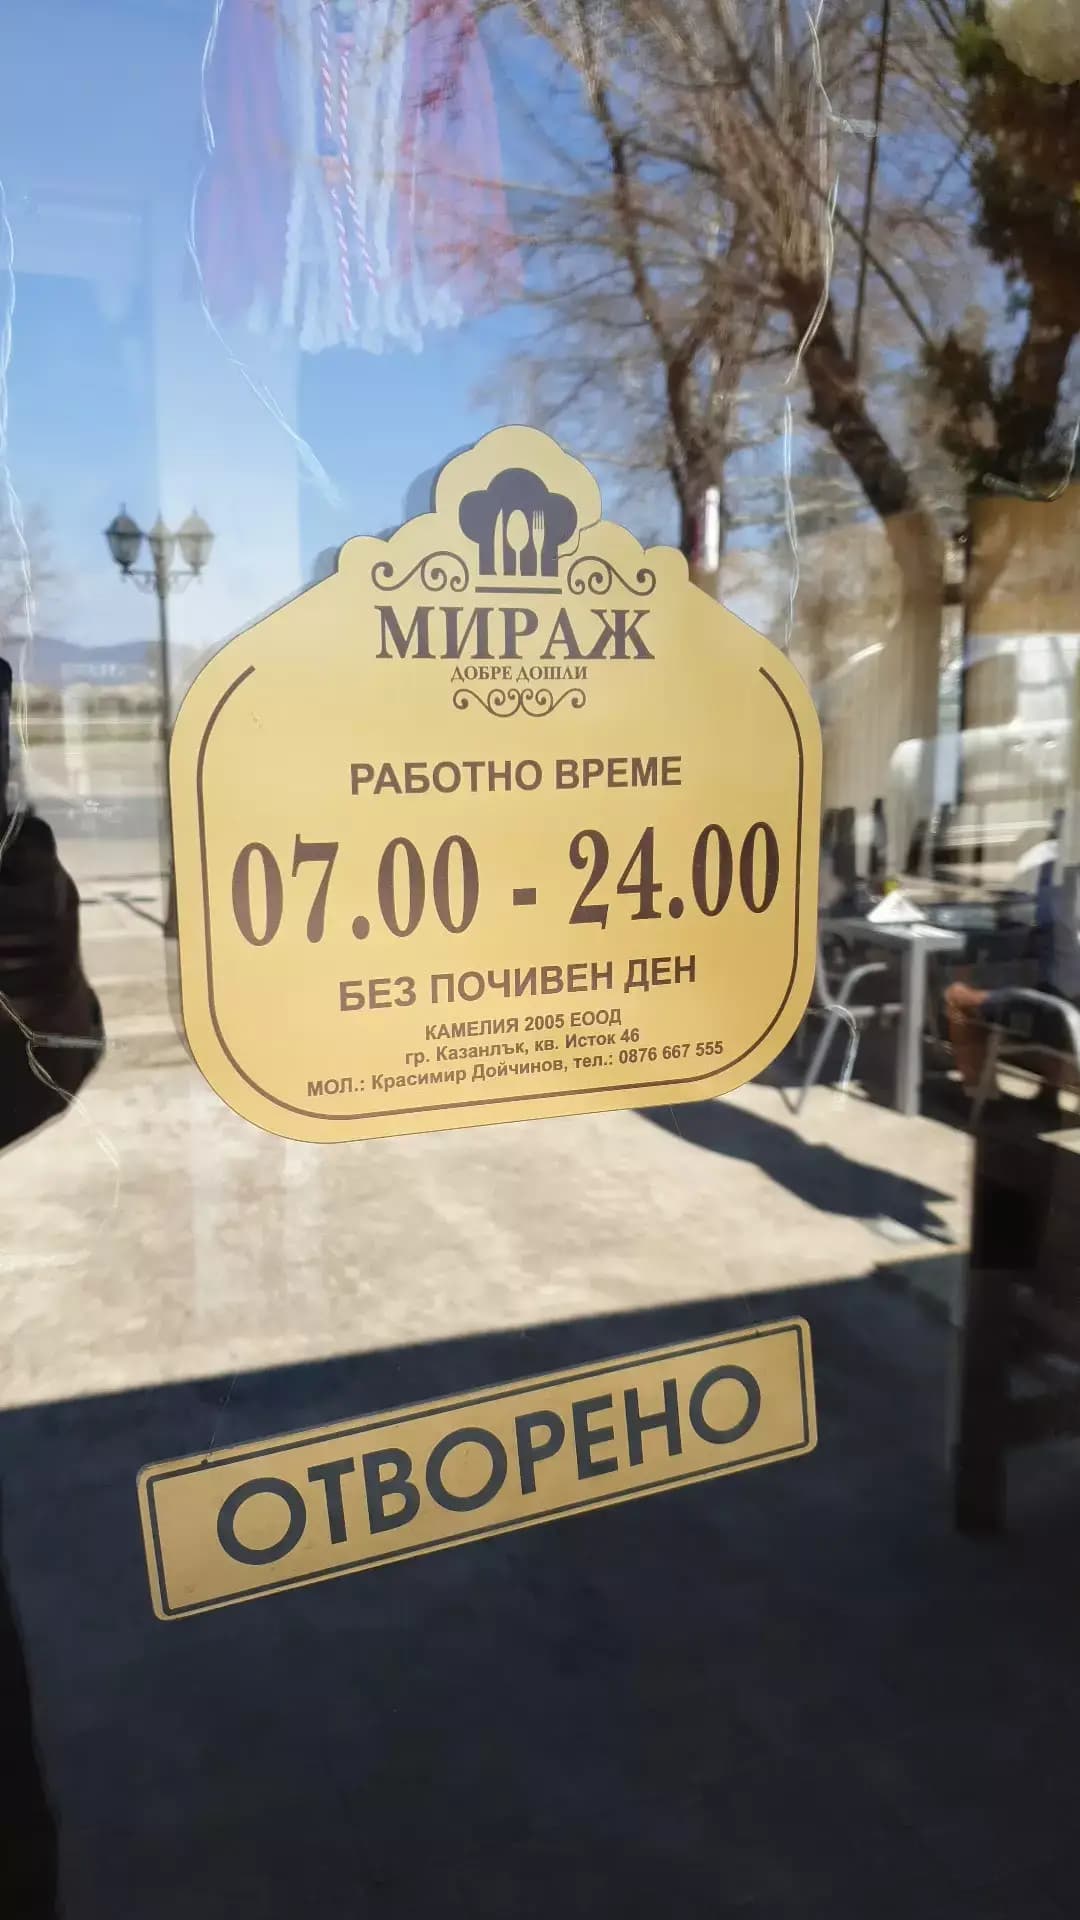 МИРАЖ
ДОБРЕ ДОШЛИ
РАБОТНО ВРЕМЕ
07.00 - 24.00
БЕЗ ПОЧИВЕН ДЕН
КАМЕЛИЯ 2005 ЕООД
гр. Казанлък, кв. Исток 46
МОЛ.: Красимир Дойчинов, тел.: 0876 667 555
ОТВОРЕНО